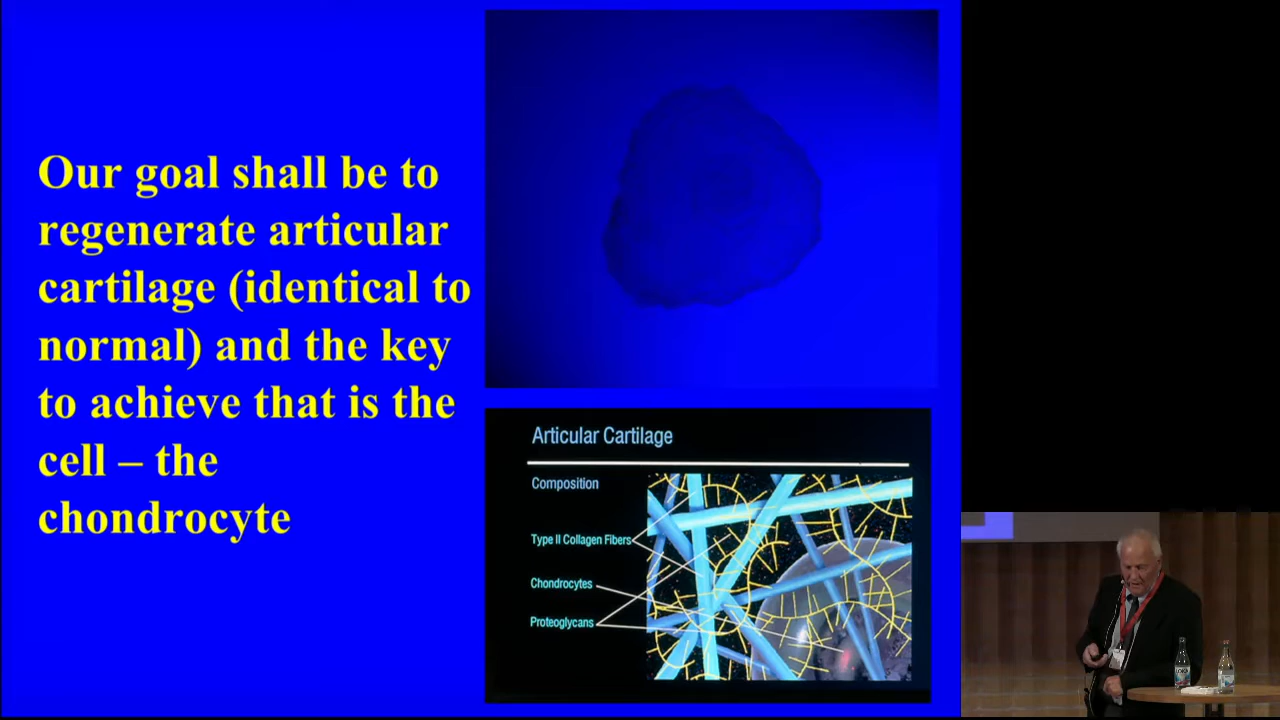 Our goal shall be to
regenerate articular
cartilage (identical to
normal) and the key
to achieve that is the
cell – the
chondrocyte
Articular Cartilage
Composition
Type II Collagen Fibers
Chondrocytes
Proteoglycans